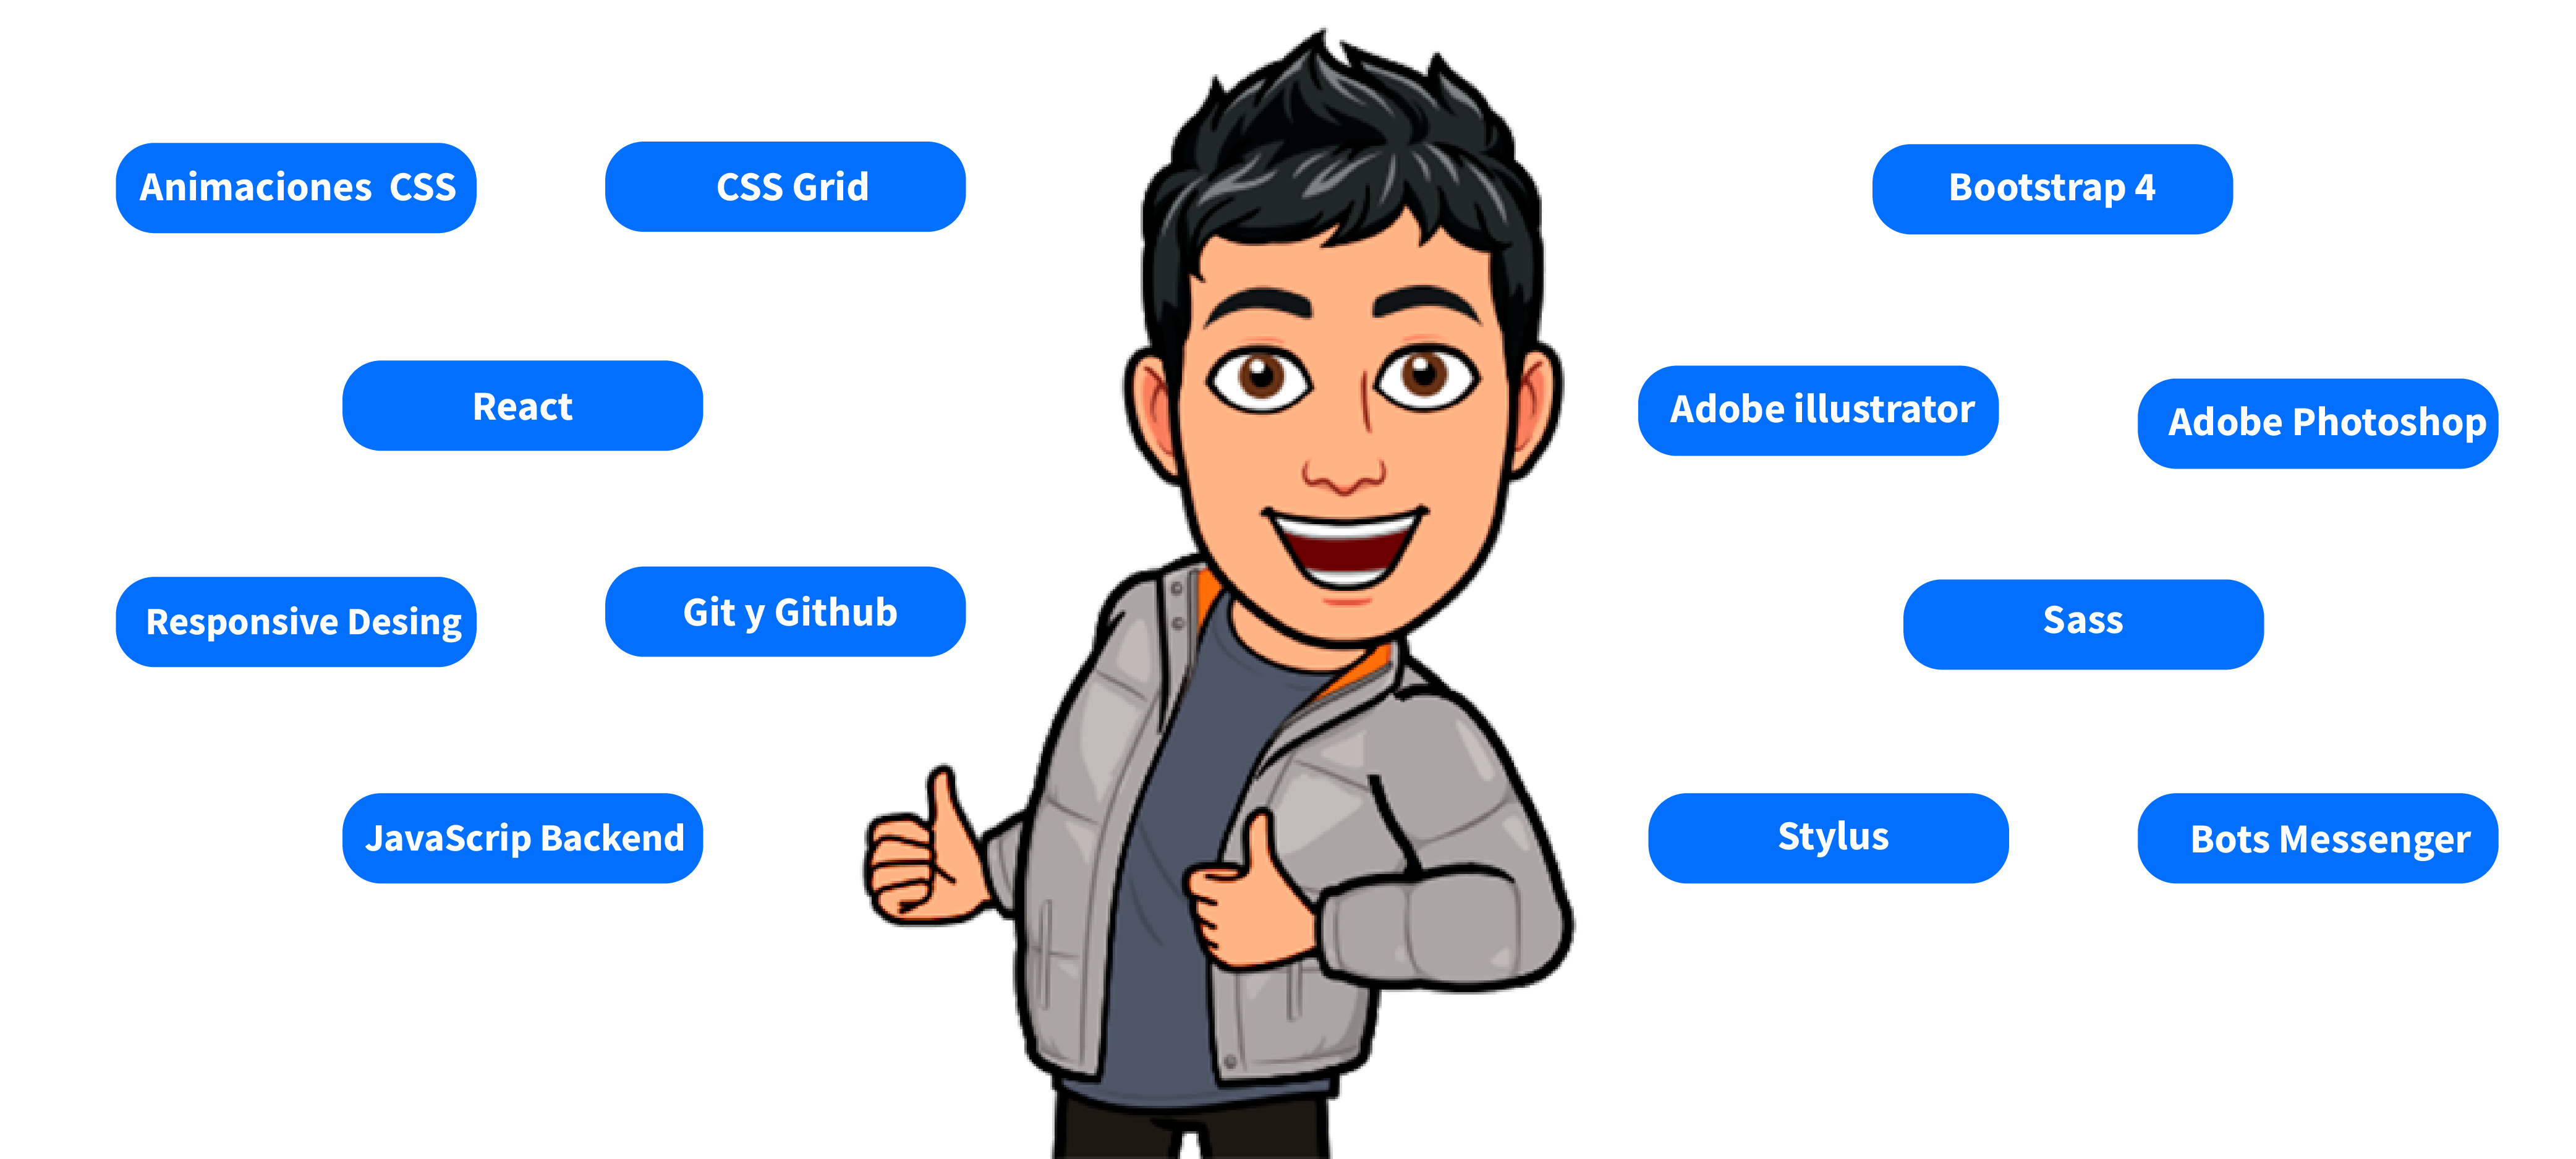 Animaciones CSS
CSS Grid
Bootstrap 4
React
Adobe illustrator
Adobe Photoshop
Responsive Desing
Git y Github
Sass
JavaScrip Backend
Stylus
Bots Messenger